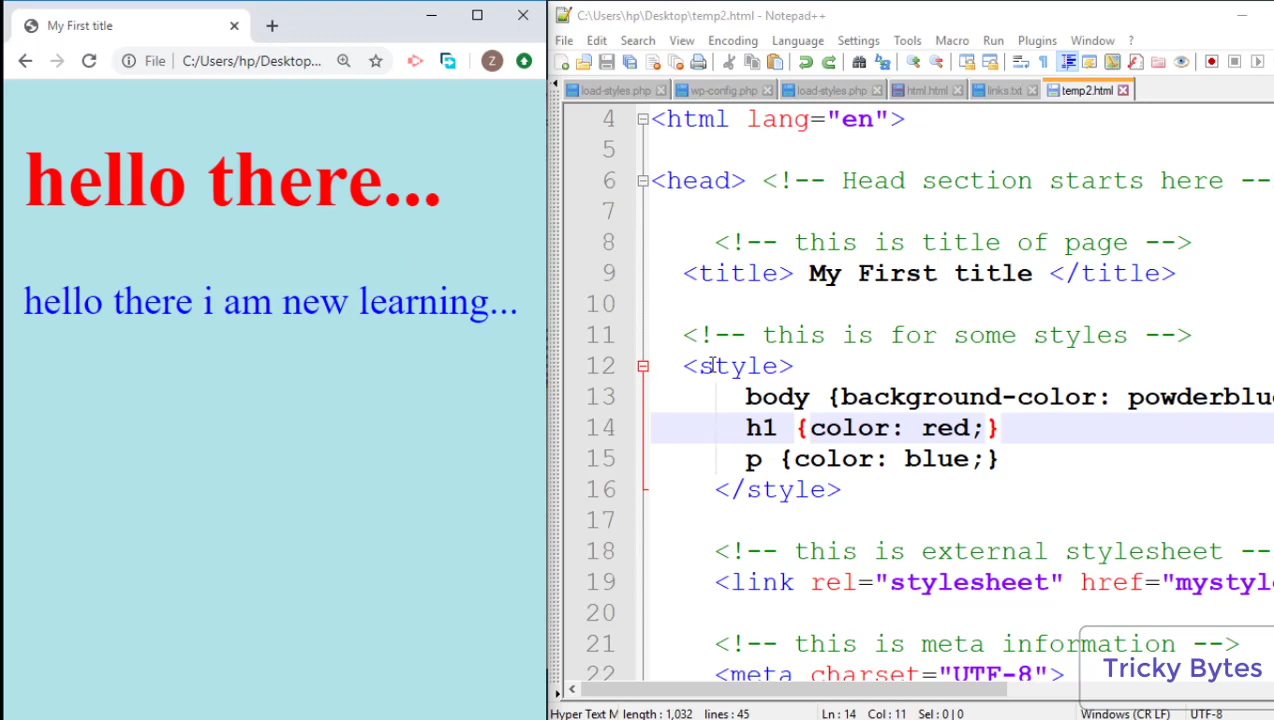 My First title
File C:/Users/hp/Desktop...
Z
hello there...
hello there i am new learning...
C:\Users\hp\Desktop\temp2.html - Notepad++
File Edit Search View Encoding Language Settings Tools Macro Run Plugins Window ?
load-styles.php wp-config.php load-styles.php html.html links.txt temp2.html
4 <html lang="en">
5
6 <head> <!-- Head section starts here --
7
8 <!-- this is title of page -->
9 <title> My First title </title>
10
11 <!-- this is for some styles -->
12 <style>
13 body {background-color: powderblue
14 h1 {color: red;}
15 p {color: blue;}
16 </style>
17
18 <!-- this is external stylesheet --
19 <link rel="stylesheet" href="mystyle
20
21 <!-- this is meta information -->
22 <meta charset="UTF-8">
Tricky Bytes
Hyper Text M length : 1,032 lines : 45 Ln : 14 Col : 11 Sel : 0 | 0 Windows (CR LF) UTF-8